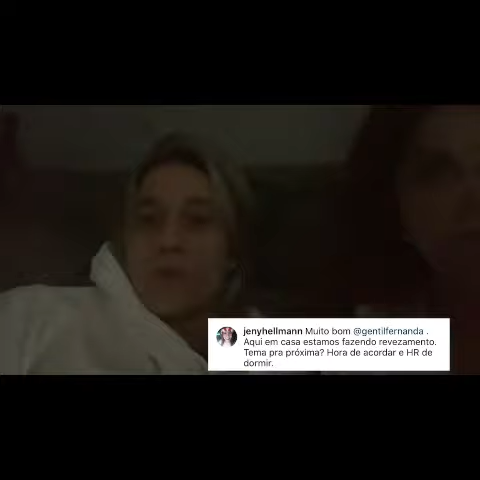 jenyhellmann Muito bom @gentilfernanda .
Aqui em casa estamos fazendo revezamento.
Tema pra próxima? Hora de acordar e HR de
dormir.